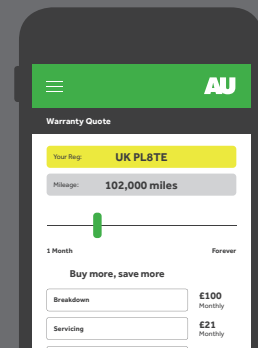 AU
Warranty Quote
Your Reg: UK PL8TE
Mileage: 102,000 miles
1 Month Forever
Buy more, save more
Breakdown £100 Monthly
Servicing £21 Monthly